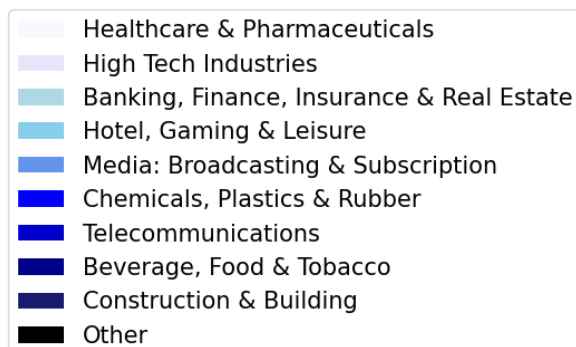 Healthcare & Pharmaceuticals
High Tech Industries
Banking, Finance, Insurance & Real Estate
Hotel, Gaming & Leisure
Media: Broadcasting & Subscription
Chemicals, Plastics & Rubber
Telecommunications
Beverage, Food & Tobacco
Construction & Building
Other